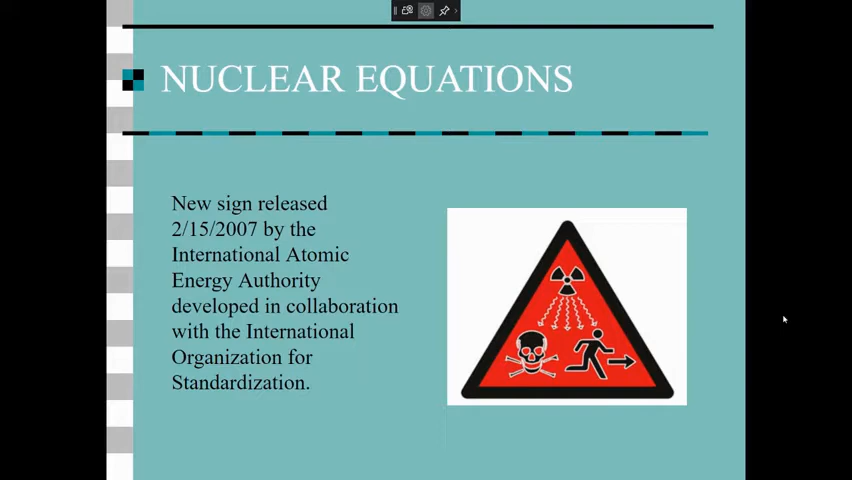 NUCLEAR EQUATIONS
New sign released
2/15/2007 by the
International Atomic
Energy Authority
developed in collaboration
with the International
Organization for
Standardization.